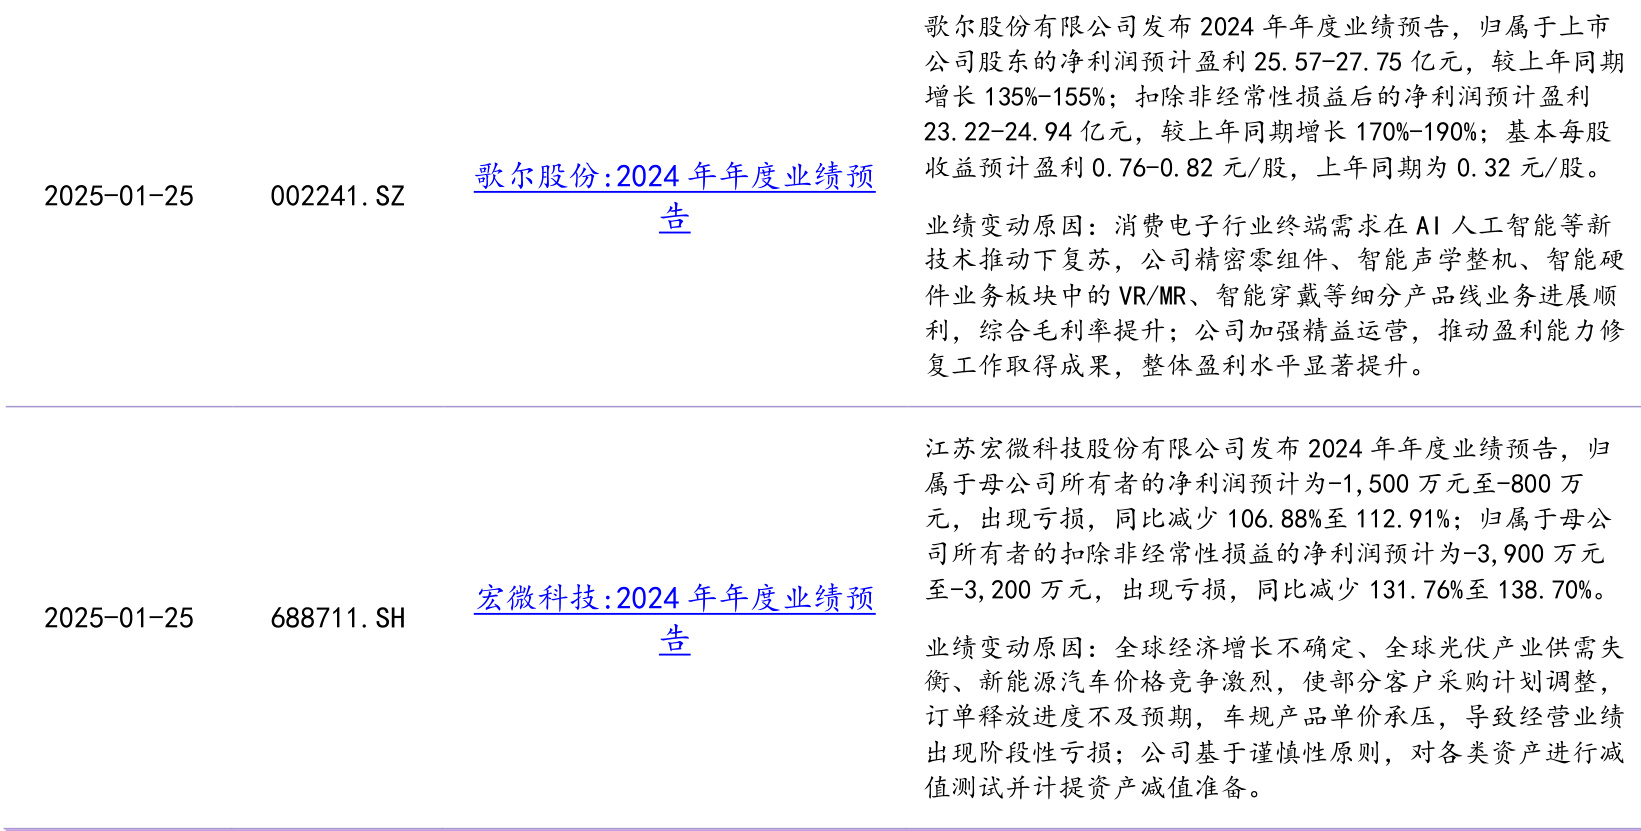 2025-01-25
002241.SZ
歌尔股份:2024 年年度业绩预
告
歌尔股份有限公司发布 2024 年年度业绩预告，归属于上市
公司股东的净利润预计盈利 25.57-27.75 亿元，较上年同期
增长 135%-155%；扣除非经常性损益后的净利润预计盈利
23.22-24.94 亿元，较上年同期增长 170%-190%；基本每股
收益预计盈利 0.76-0.82 元/股，上年同期为 0.32 元/股。
业绩变动原因：消费电子行业终端需求在 AI 人工智能等新
技术推动下复苏，公司精密零组件、智能声学整机、智能硬
件业务板块中的 VR/MR、智能穿戴等细分产品线业务进展顺
利，综合毛利率提升；公司加强精益运营，推动盈利能力修
复工作取得成果，整体盈利水平显著提升。
2025-01-25
688711.SH
宏微科技:2024 年年度业绩预
告
江苏宏微科技股份有限公司发布 2024 年年度业绩预告，归
属于母公司所有者的净利润预计为-1,500 万元至-800 万
元，出现亏损，同比减少 106.88%至 112.91%；归属于母公
司所有者的扣除非经常性损益的净利润预计为-3,900 万元
至-3,200 万元，出现亏损，同比减少 131.76%至 138.70%。
业绩变动原因：全球经济增长不确定、全球光伏产业供需失
衡、新能源汽车价格竞争激烈，使部分客户采购计划调整，
订单释放进度不及预期，车规产品单价承压，导致经营业绩
出现阶段性亏损；公司基于谨慎性原则，对各类资产进行减
值测试并计提资产减值准备。